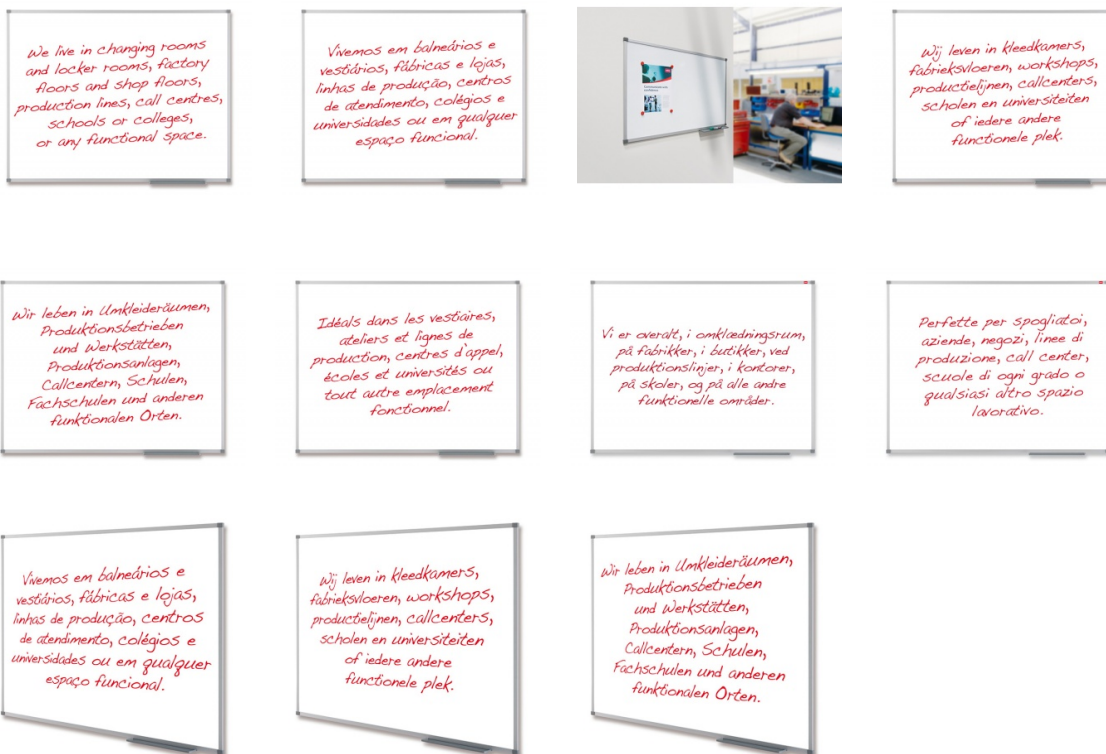 We live in changing rooms
and locker rooms, factory
floors and shop floors,
production lines, call centres,
schools or colleges,
or any functional space.
Vivemos em balneários e
vestiários, fábricas e lojas,
linhas de produção, centros
de atendimento, colégios e
universidades ou em qualquer
espaço funcional.
Wij leven in kleedkamers,
fabrieksvloeren, workshops,
productielijnen, callcenters,
scholen en universiteiten
of iedere andere
functionele plek.
Wir leben in Umkleideräumen,
Produktionsbetrieben
und Werkstätten,
Produktionsanlagen,
Callcentern, Schulen,
Fachschulen und anderen
funktionalen Orten.
Idéals dans les vestiaires,
ateliers et lignes de
production, centres d'appel,
écoles et universités ou
tout autre emplacement
fonctionnel.
Vi er overalt, i omklædningsrum,
på fabrikker, i butikker, ved
produktionslinjer, i kontorer,
på skoler, og på alle andre
funktionelle områder.
Perfette per spogliatoi,
aziende, negozi, linee di
produzione, call center,
scuole di ogni grado o
qualsiasi altro spazio
lavorativo.
Vivemos em balneários e
vestiários, fábricas e lojas,
linhas de produção, centros
de atendimento, colégios e
universidades ou em qualquer
espaço funcional.
Wij leven in kleedkamers,
fabrieksvloeren, workshops,
productielijnen, callcenters,
scholen en universiteiten
of iedere andere
functionele plek.
Wir leben in Umkleideräumen,
Produktionsbetrieben
und Werkstätten,
Produktionsanlagen,
Callcentern, Schulen,
Fachschulen und anderen
funktionalen Orten.